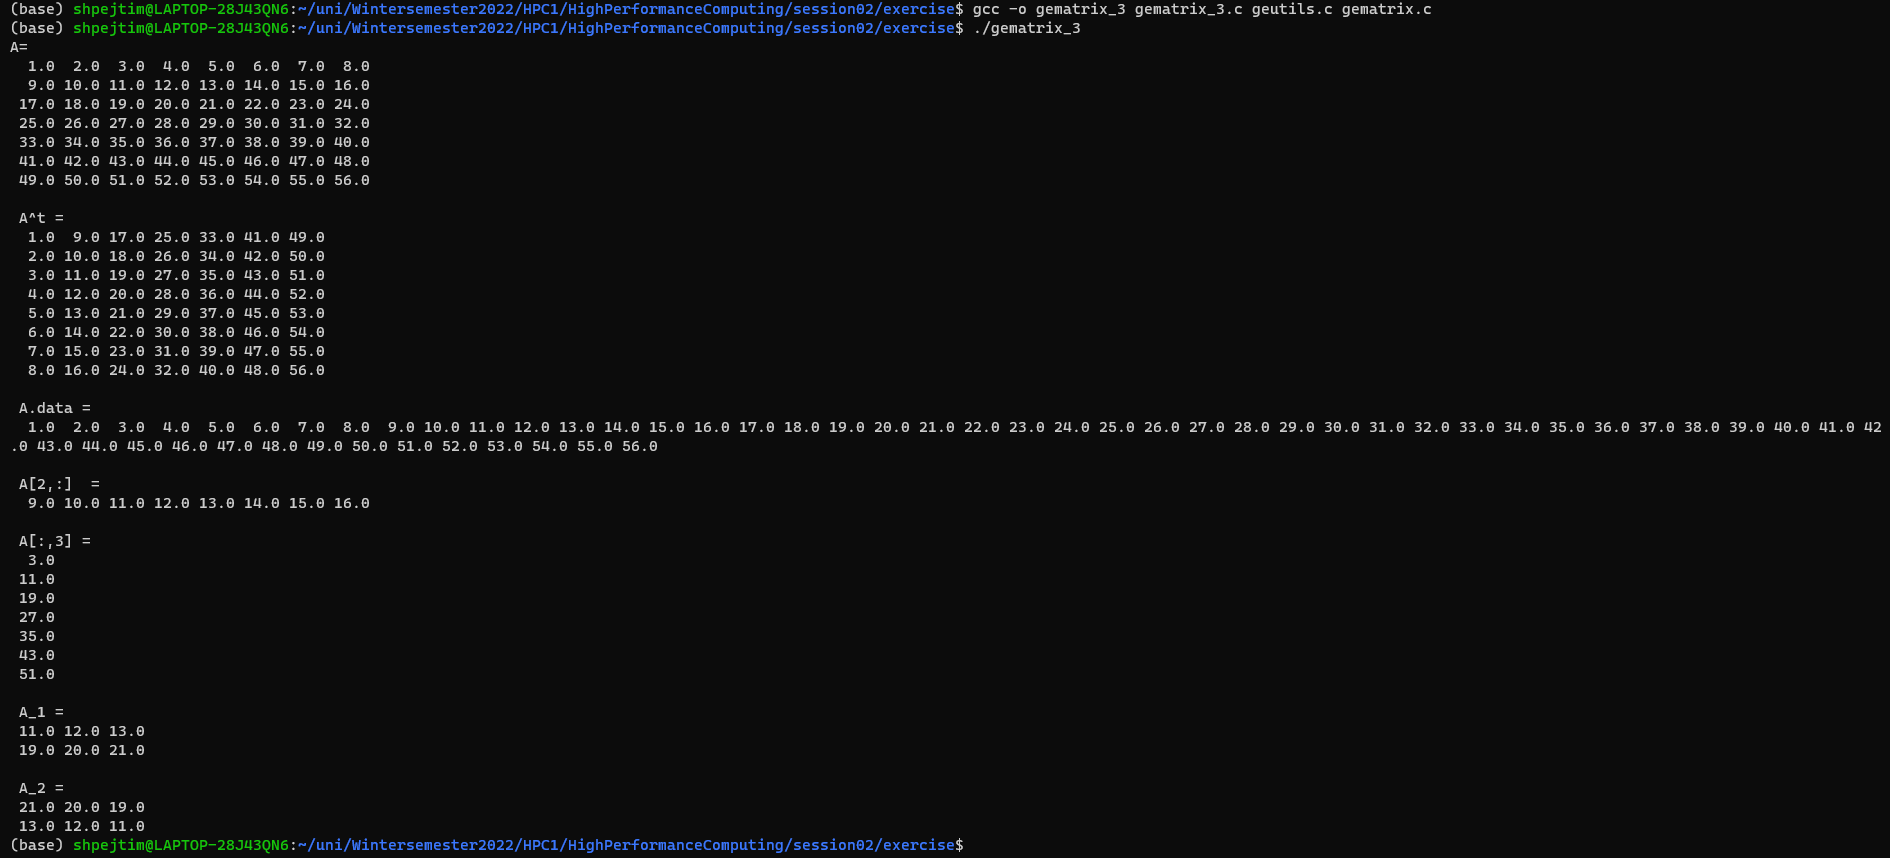 (base) shpejtim@LAPTOP-28J43QN6:~/uni/Wintersemester2022/HPC1/HighPerformanceComputing/session02/exercise$ gcc -o gematrix_3 gematrix_3.c geutils.c gematrix.c
(base) shpejtim@LAPTOP-28J43QN6:~/uni/Wintersemester2022/HPC1/HighPerformanceComputing/session02/exercise$ ./gematrix_3
A=
  1.0  2.0  3.0  4.0  5.0  6.0  7.0  8.0
  9.0 10.0 11.0 12.0 13.0 14.0 15.0 16.0
 17.0 18.0 19.0 20.0 21.0 22.0 23.0 24.0
 25.0 26.0 27.0 28.0 29.0 30.0 31.0 32.0
 33.0 34.0 35.0 36.0 37.0 38.0 39.0 40.0
 41.0 42.0 43.0 44.0 45.0 46.0 47.0 48.0
 49.0 50.0 51.0 52.0 53.0 54.0 55.0 56.0

 A^t =
  1.0  9.0 17.0 25.0 33.0 41.0 49.0
  2.0 10.0 18.0 26.0 34.0 42.0 50.0
  3.0 11.0 19.0 27.0 35.0 43.0 51.0
  4.0 12.0 20.0 28.0 36.0 44.0 52.0
  5.0 13.0 21.0 29.0 37.0 45.0 53.0
  6.0 14.0 22.0 30.0 38.0 46.0 54.0
  7.0 15.0 23.0 31.0 39.0 47.0 55.0
  8.0 16.0 24.0 32.0 40.0 48.0 56.0

 A.data =
  1.0  2.0  3.0  4.0  5.0  6.0  7.0  8.0  9.0 10.0 11.0 12.0 13.0 14.0 15.0 16.0 17.0 18.0 19.0 20.0 21.0 22.0 23.0 24.0 25.0 26.0 27.0 28.0 29.0 30.0 31.0 32.0 33.0 34.0 35.0 36.0 37.0 38.0 39.0 40.0 41.0 42
.0 43.0 44.0 45.0 46.0 47.0 48.0 49.0 50.0 51.0 52.0 53.0 54.0 55.0 56.0

 A[2,:]  =
  9.0 10.0 11.0 12.0 13.0 14.0 15.0 16.0

 A[:,3] =
  3.0
 11.0
 19.0
 27.0
 35.0
 43.0
 51.0

 A_1 =
 11.0 12.0 13.0
 19.0 20.0 21.0

 A_2 =
 21.0 20.0 19.0
 13.0 12.0 11.0
(base) shpejtim@LAPTOP-28J43QN6:~/uni/Wintersemester2022/HPC1/HighPerformanceComputing/session02/exercise$